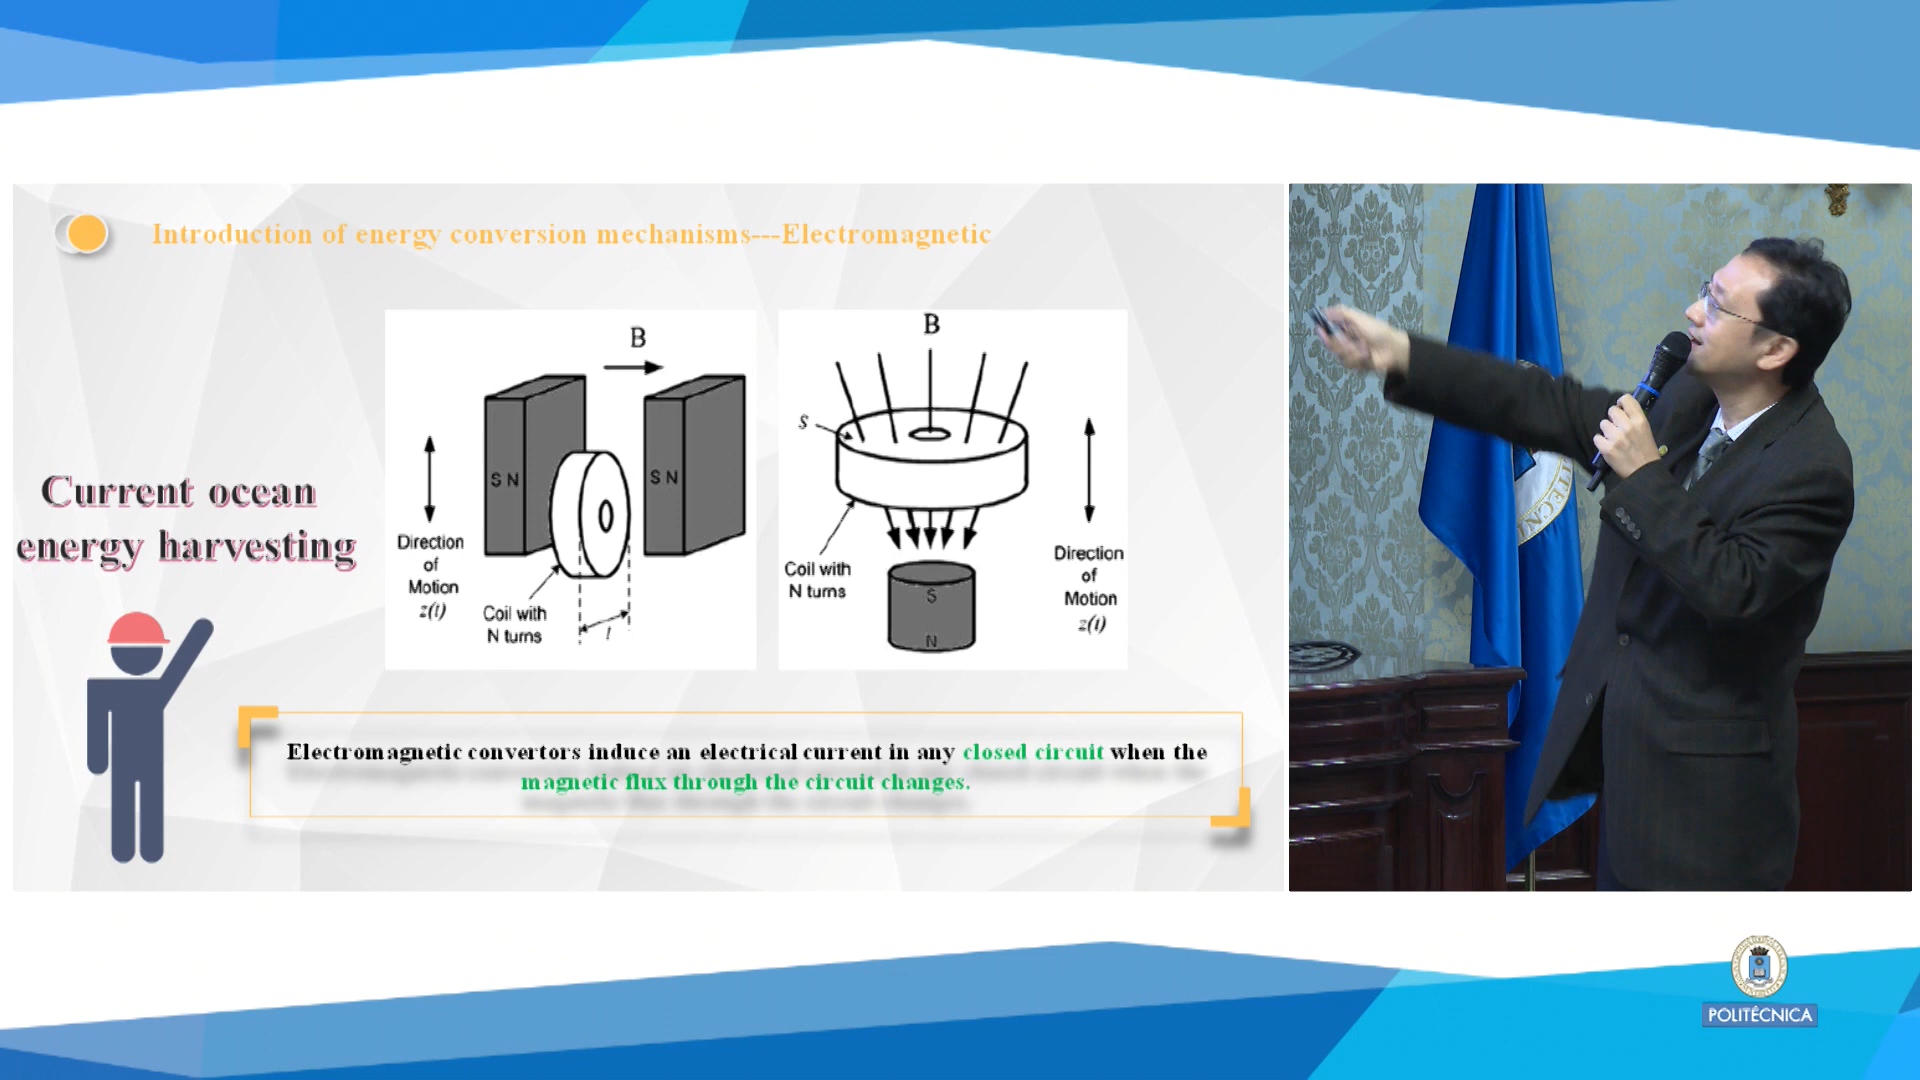 Introduction of energy conversion mechanisms---Electromagnetic
Current ocean
energy harvesting
B
S N
S N
Direction
of
Motion
z(t)
Coil with
N turns
l
B
S
Coil with
N turns
S
N
Direction
of
Motion
z(t)
Electromagnetic convertors induce an electrical current in any closed circuit when the
magnetic flux through the circuit changes.
POLITÉCNICA